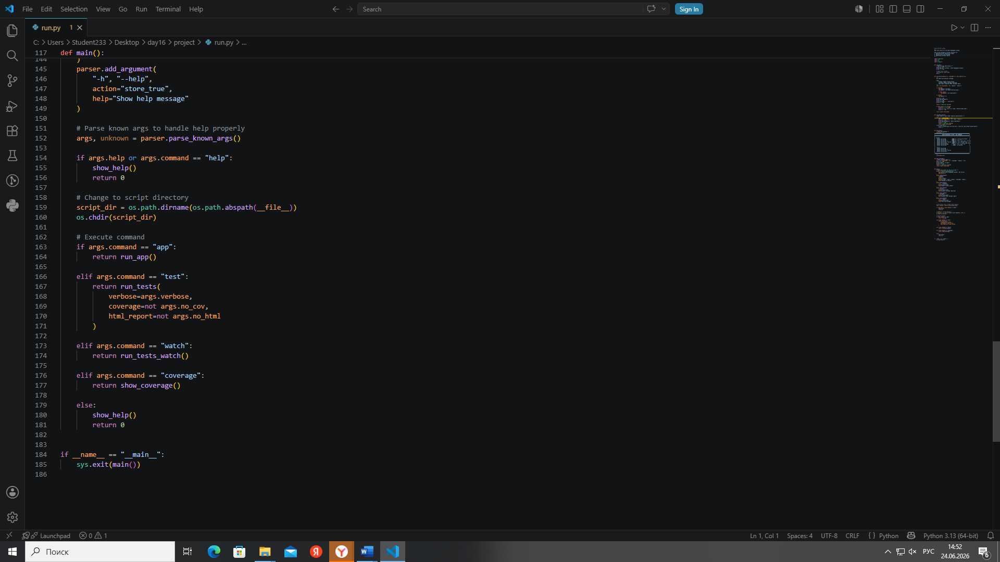 File Edit Selection View Go Run Terminal Help
Search
Sign In
run.py 1
C: > Users > Student233 > Desktop > day16 > project > run.py > ...
117 def main():
144 )
145 parser.add_argument(
146 "-h", "--help",
147 action="store_true",
148 help="Show help message"
149 )
150
151 # Parse known args to handle help properly
152 args, unknown = parser.parse_known_args()
153
154 if args.help or args.command == "help":
155 show_help()
156 return 0
157
158 # Change to script directory
159 script_dir = os.path.dirname(os.path.abspath(__file__))
160 os.chdir(script_dir)
161
162 # Execute command
163 if args.command == "app":
164 return run_app()
165
166 elif args.command == "test":
167 return run_tests(
168 verbose=args.verbose,
169 coverage=not args.no_cov,
170 html_report=not args.no_html
171 )
172
173 elif args.command == "watch":
174 return run_tests_watch()
175
176 elif args.command == "coverage":
177 return show_coverage()
178
179 else:
180 show_help()
181 return 0
182
183
184 if __name__ == "__main__":
185 sys.exit(main())
186
Launchpad 0 1
Ln 1, Col 1 Spaces: 4 UTF-8 CRLF { } Python Python 3.13 (64-bit)
Поиск
РУС
14:52
24.06.2026
6